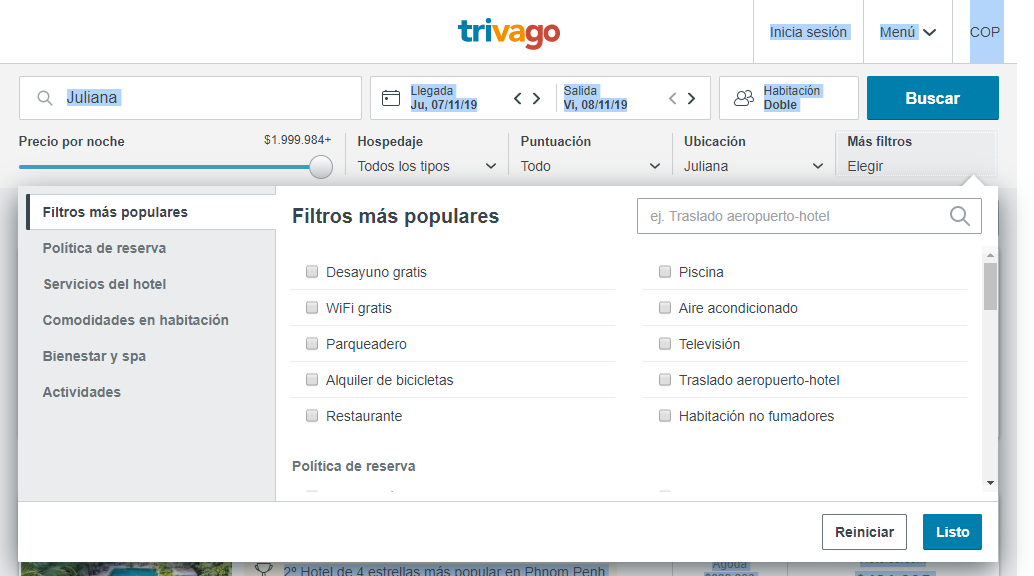 trivago
Inicia sesión
Menú
COP
Juliana
Llegada
Ju, 07/11/19
Salida
Vi, 08/11/19
Habitación
Doble
Buscar
Precio por noche
$1.999.984+
Hospedaje
Todos los tipos
Puntuación
Todo
Ubicación
Juliana
Más filtros
Elegir
Filtros más populares
Política de reserva
Servicios del hotel
Comodidades en habitación
Bienestar y spa
Actividades
Filtros más populares
ej. Traslado aeropuerto-hotel
Desayuno gratis
Piscina
WiFi gratis
Aire acondicionado
Parqueadero
Televisión
Alquiler de bicicletas
Traslado aeropuerto-hotel
Restaurante
Habitación no fumadores
Política de reserva
Reiniciar
Listo
2º Hotel de 4 estrellas más popular en Phnom Penh
Agoda